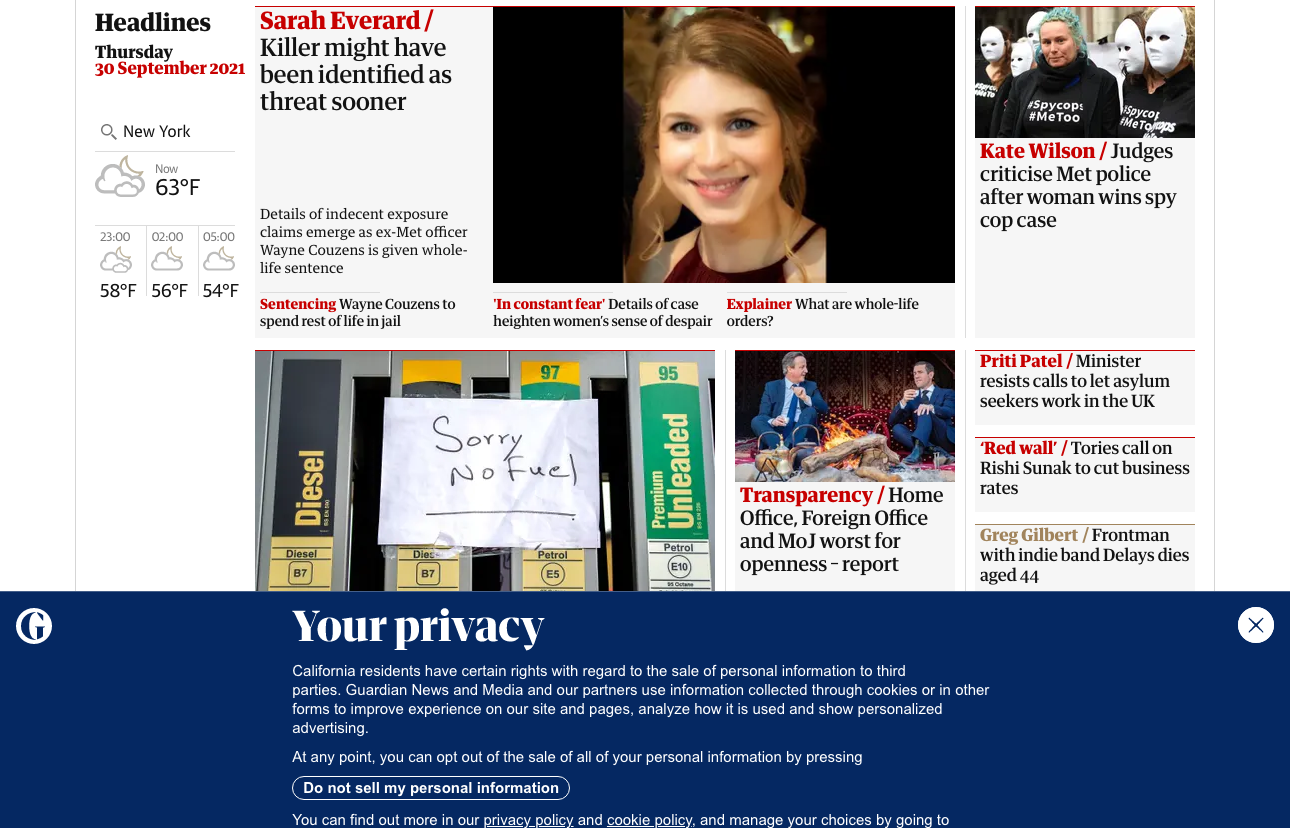 Headlines
Thursday
30 September 2021
New York
Now
63°F
23:00
02:00
05:00
58°F
56°F
54°F
Sarah Everard /
Killer might have
been identified as
threat sooner
Details of indecent exposure
claims emerge as ex-Met officer
Wayne Couzens is given whole-
life sentence
Sentencing Wayne Couzens to
spend rest of life in jail
'In constant fear' Details of case
heighten women's sense of despair
Explainer What are whole-life
orders?
#Spycops
#MeToo
#Spycops
#MeToo
Kate Wilson / Judges
criticise Met police
after woman wins spy
cop case
97
95
Sorry
No Fuel
Diesel
Premium
Unleaded
Diesel
B7
Diesel
B7
Petrol
E5
Petrol
E10
95 Octane
Transparency / Home
Office, Foreign Office
and MoJ worst for
openness – report
Priti Patel / Minister
resists calls to let asylum
seekers work in the UK
‘Red wall’ / Tories call on
Rishi Sunak to cut business
rates
Greg Gilbert / Frontman
with indie band Delays dies
aged 44
G
Your privacy
California residents have certain rights with regard to the sale of personal information to third
parties. Guardian News and Media and our partners use information collected through cookies or in other
forms to improve experience on our site and pages, analyze how it is used and show personalized
advertising.
At any point, you can opt out of the sale of all of your personal information by pressing
Do not sell my personal information
You can find out more in our privacy policy and cookie policy, and manage your choices by going to